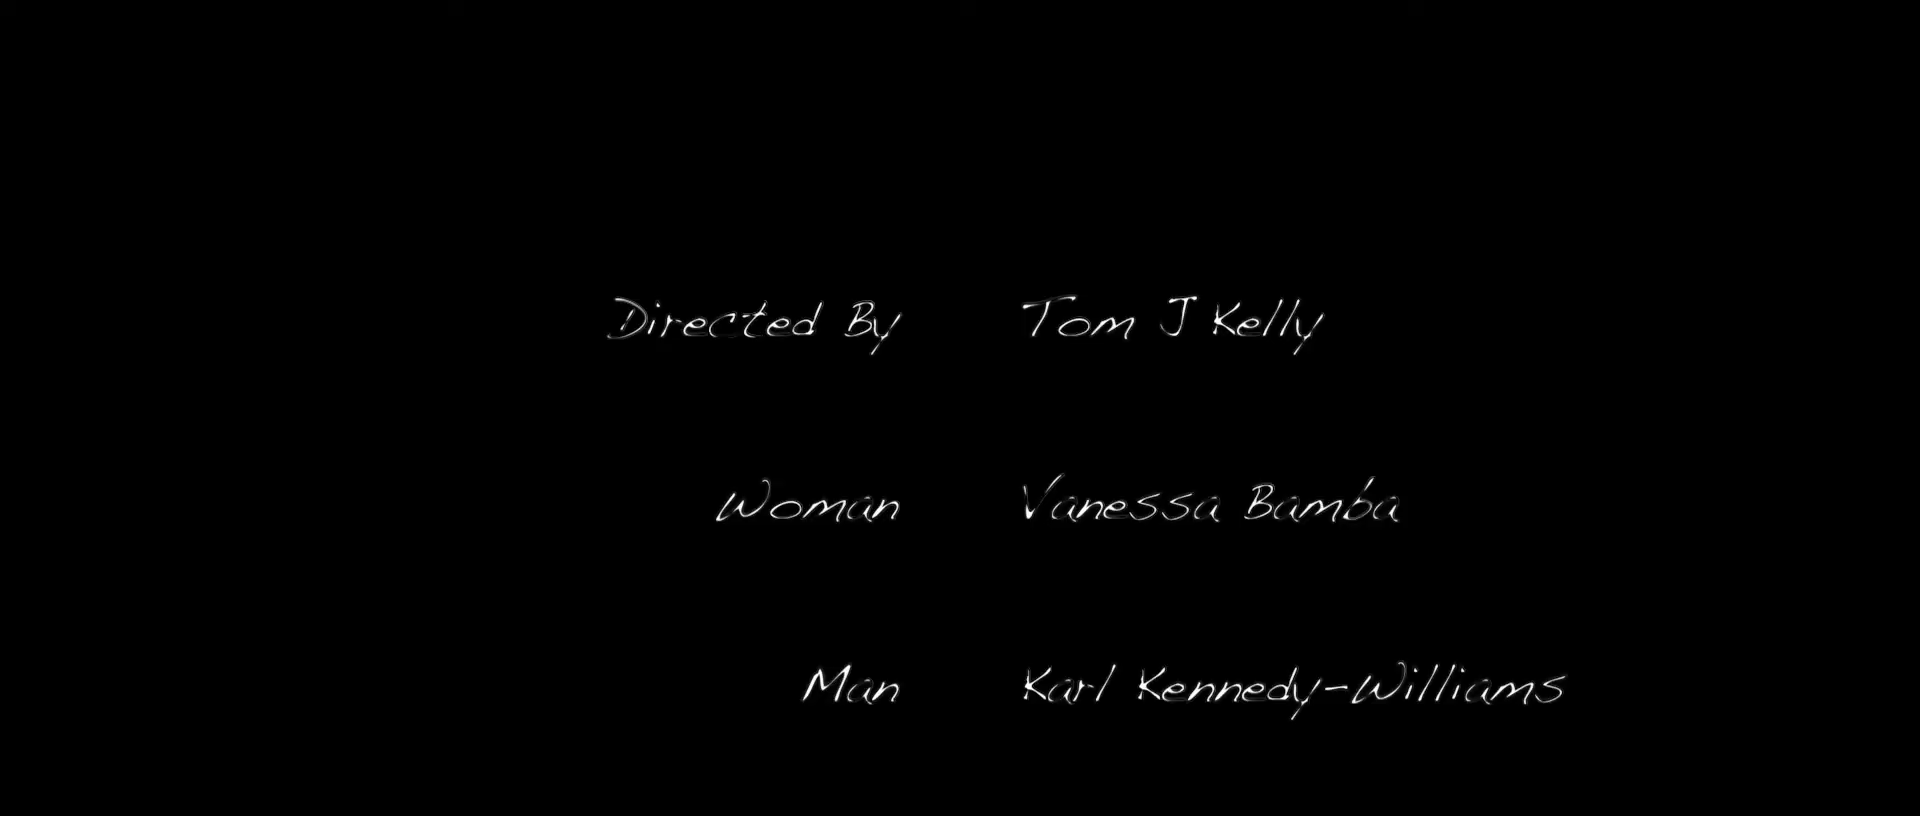 Directed By Tom J Kelly
Woman Vanessa Bamba
Man Karl Kennedy-Williams